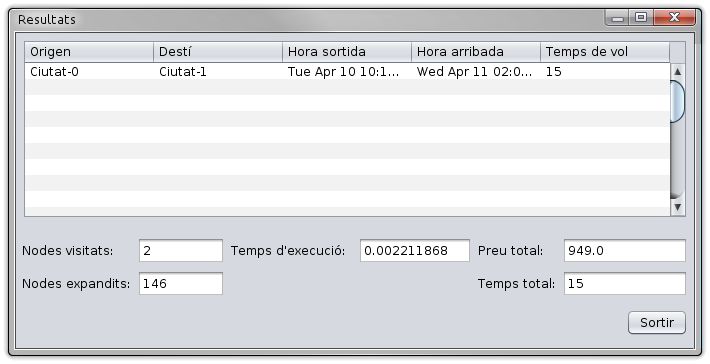 Resultats
Origen Destí Hora sortida Hora arribada Temps de vol
Ciutat-0 Ciutat-1 Tue Apr 10 10:1... Wed Apr 11 02:0... 15
Nodes visitats: 2 Temps d'execució: 0.002211868 Preu total: 949.0
Nodes expandits: 146 Temps total: 15
Sortir